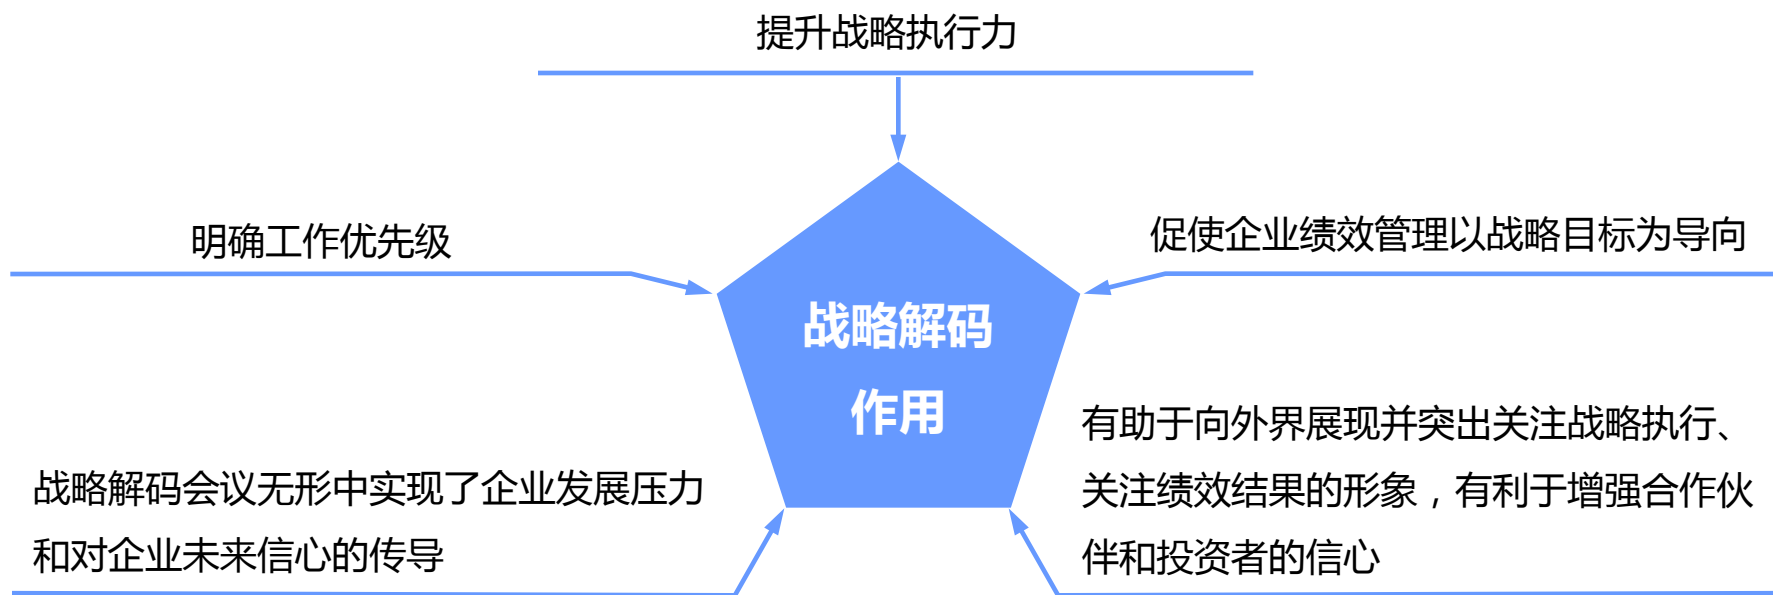 提升战略执行力
明确工作优先级
促使企业绩效管理以战略目标为导向
战略解码
作用
战略解码会议无形中实现了企业发展压力
和对企业未来信心的传导
有助于向外界展现并突出关注战略执行、
关注绩效结果的形象，有利于增强合作伙
伴和投资者的信心